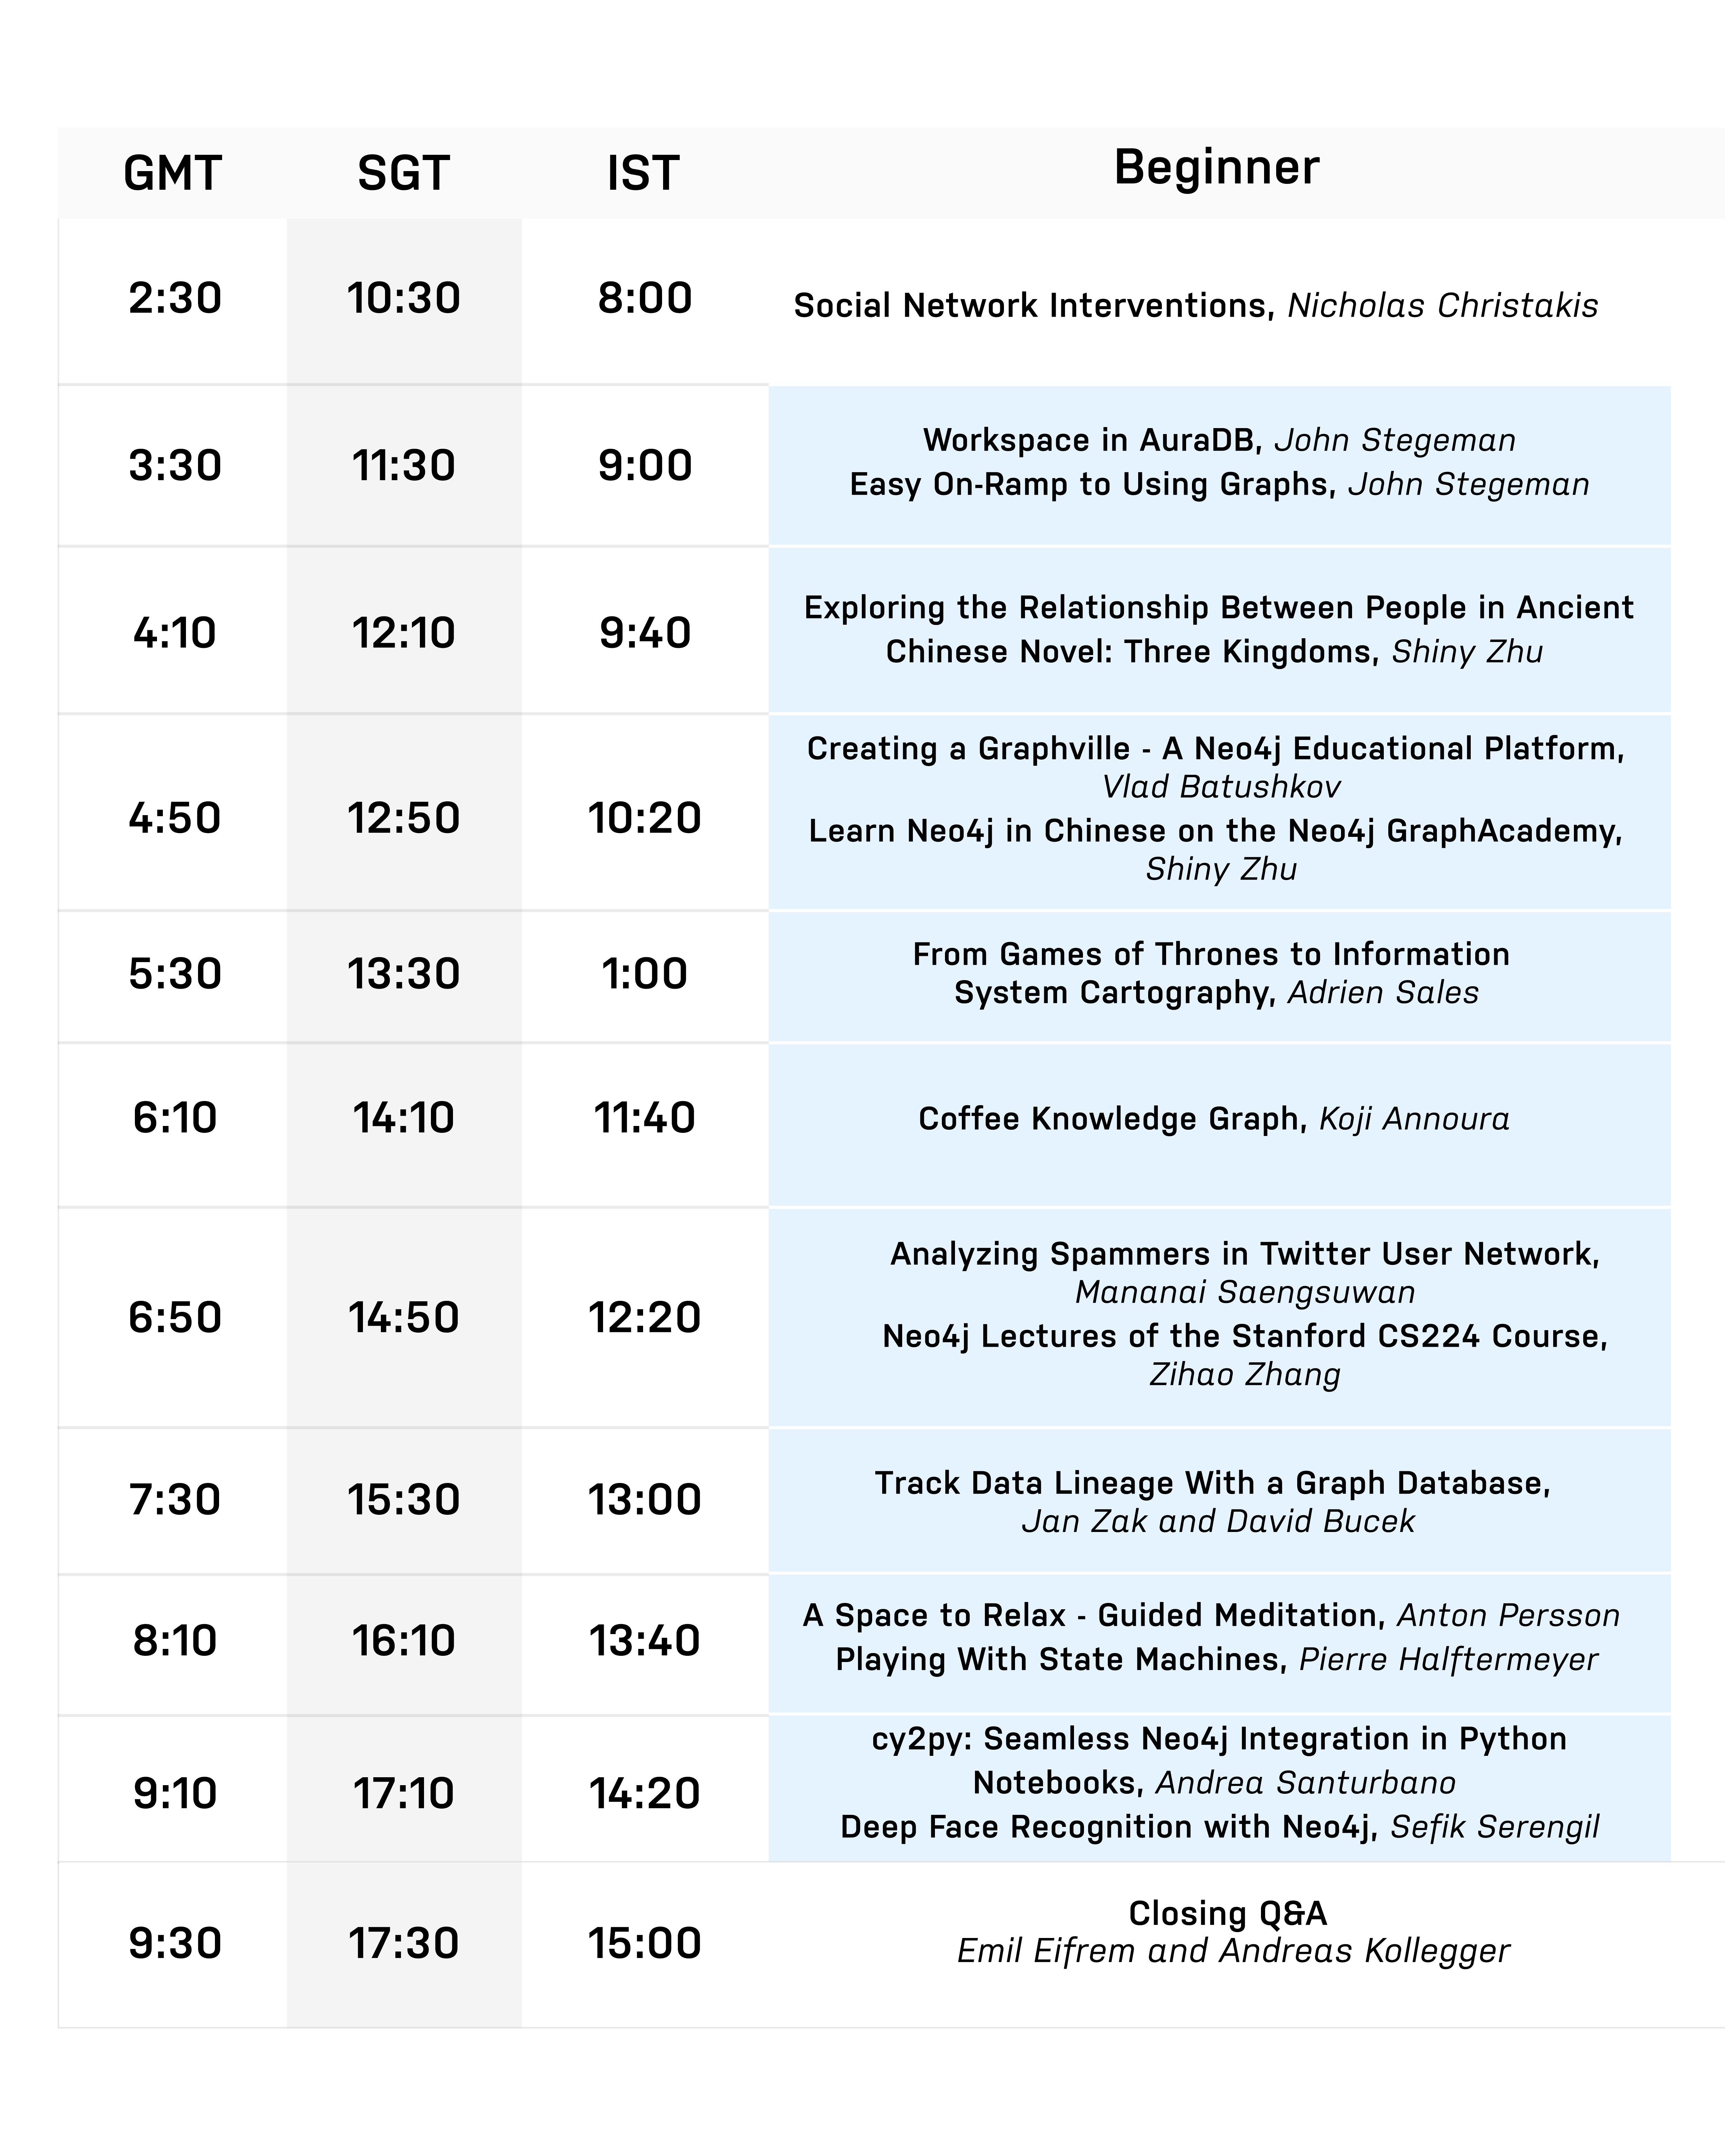 GMT SGT IST Beginner
2:30 10:30 8:00 Social Network Interventions, Nicholas Christakis
3:30 11:30 9:00 Workspace in AuraDB, John Stegeman
Easy On-Ramp to Using Graphs, John Stegeman
4:10 12:10 9:40 Exploring the Relationship Between People in Ancient
Chinese Novel: Three Kingdoms, Shiny Zhu
4:50 12:50 10:20 Creating a Graphville - A Neo4j Educational Platform,
Vlad Batushkov
Learn Neo4j in Chinese on the Neo4j GraphAcademy,
Shiny Zhu
5:30 13:30 1:00 From Games of Thrones to Information
System Cartography, Adrien Sales
6:10 14:10 11:40 Coffee Knowledge Graph, Koji Annoura
6:50 14:50 12:20 Analyzing Spammers in Twitter User Network,
Mananai Saengsuwan
Neo4j Lectures of the Stanford CS224 Course,
Zihao Zhang
7:30 15:30 13:00 Track Data Lineage With a Graph Database,
Jan Zak and David Bucek
8:10 16:10 13:40 A Space to Relax - Guided Meditation, Anton Persson
Playing With State Machines, Pierre Halftermeyer
9:10 17:10 14:20 cy2py: Seamless Neo4j Integration in Python
Notebooks, Andrea Santurbano
Deep Face Recognition with Neo4j, Sefik Serengil
9:30 17:30 15:00 Closing Q&A
Emil Eifrem and Andreas Kollegger